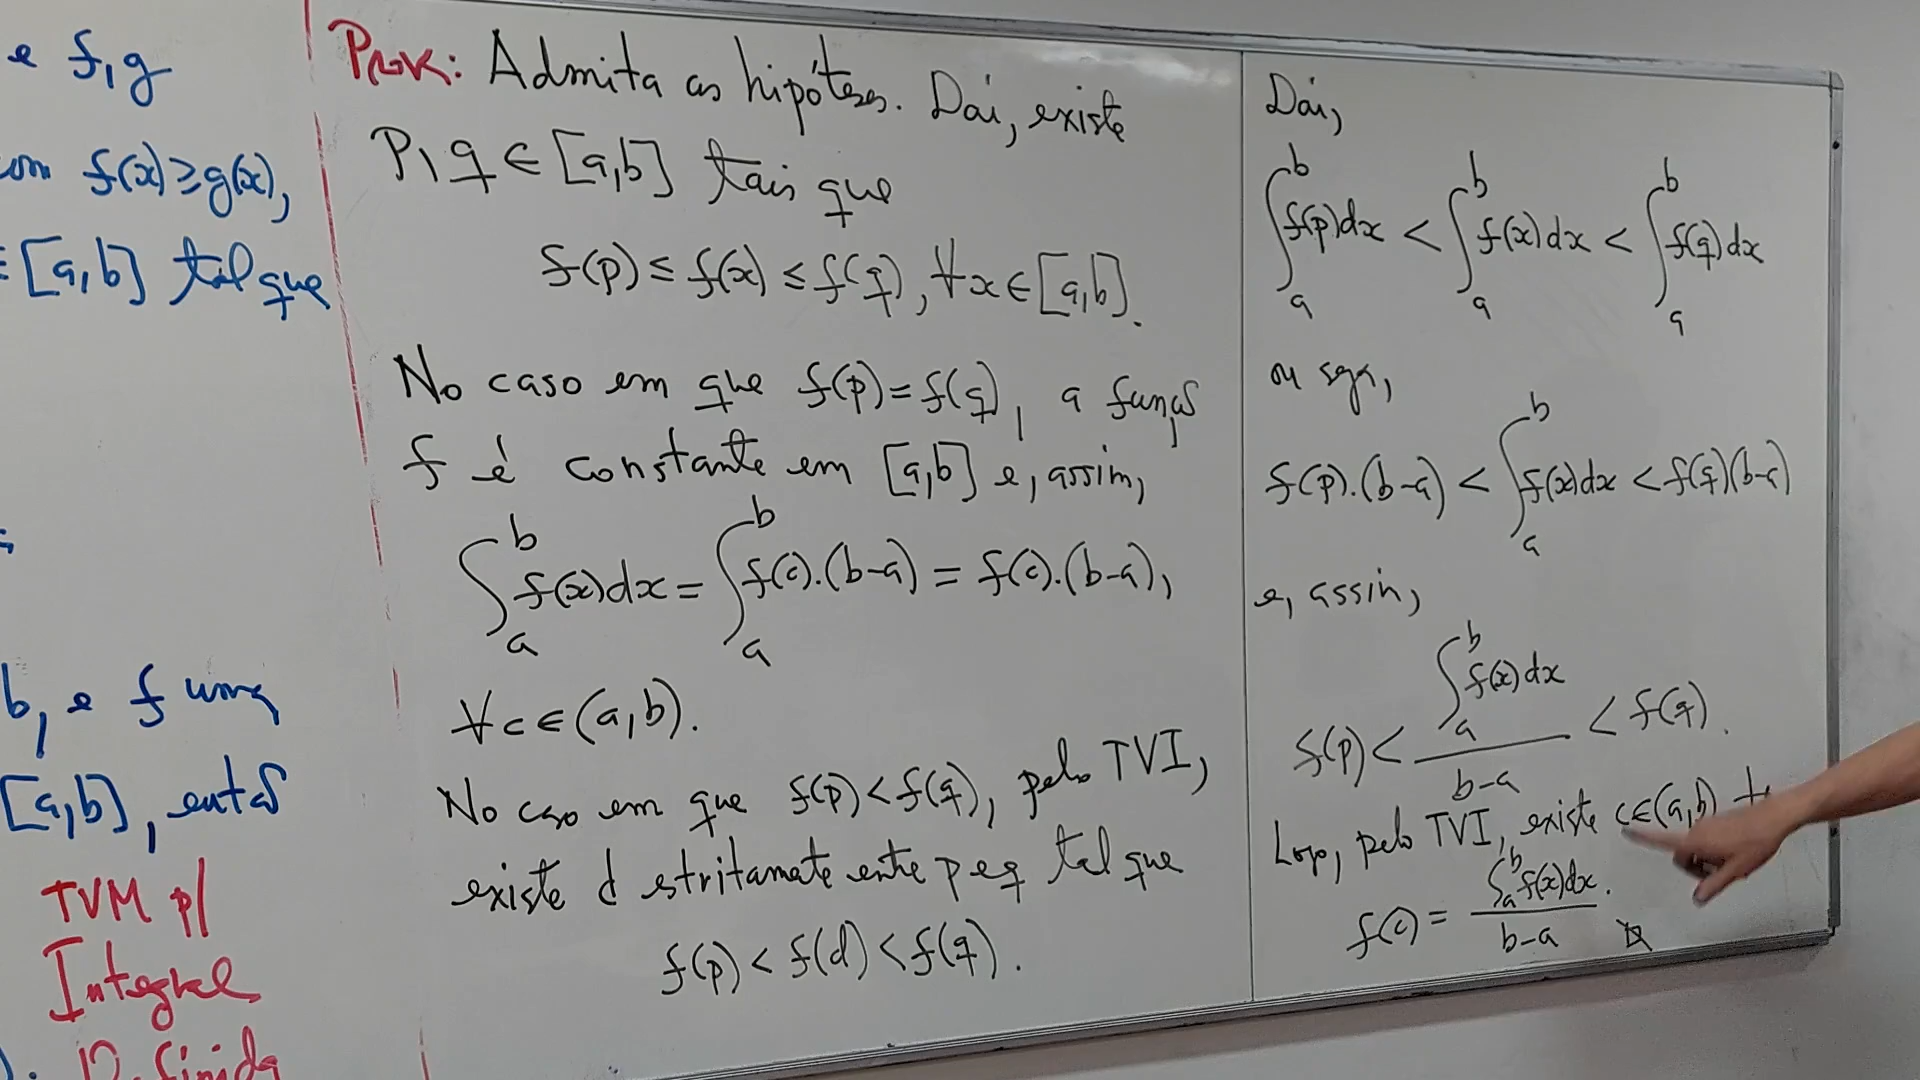 e f,g
com f(x)≥g(x),
∈[a,b] tal que
b, e f uma
[a,b], então
TVM p/
Integral
Definida
Prova: Admita as hipóteses. Daí, existe
p,q ∈ [a,b] tais que
f(p) ≤ f(x) ≤ f(q), ∀x∈[a,b].
No caso em que f(p)=f(q), a função
f é constante em [a,b] e, assim,
∫_a^b f(x)dx = ∫_a^b f(c).(b-a) = f(c).(b-a),
∀c∈(a,b).
No caso em que f(p)<f(q), pelo TVI,
existe d estritamente entre p e q tal que
f(p) < f(d) < f(q).
Daí,
∫_a^b f(p)dx < ∫_a^b f(x)dx < ∫_a^b f(q)dx
ou seja,
f(p).(b-a) < ∫_a^b f(x)dx < f(q)(b-a)
e, assim,
f(p) < (∫_a^b f(x)dx)/(b-a) < f(q).
Logo, pelo TVI, existe c∈(a,b)
f(c) = (∫_a^b f(x)dx)/(b-a).